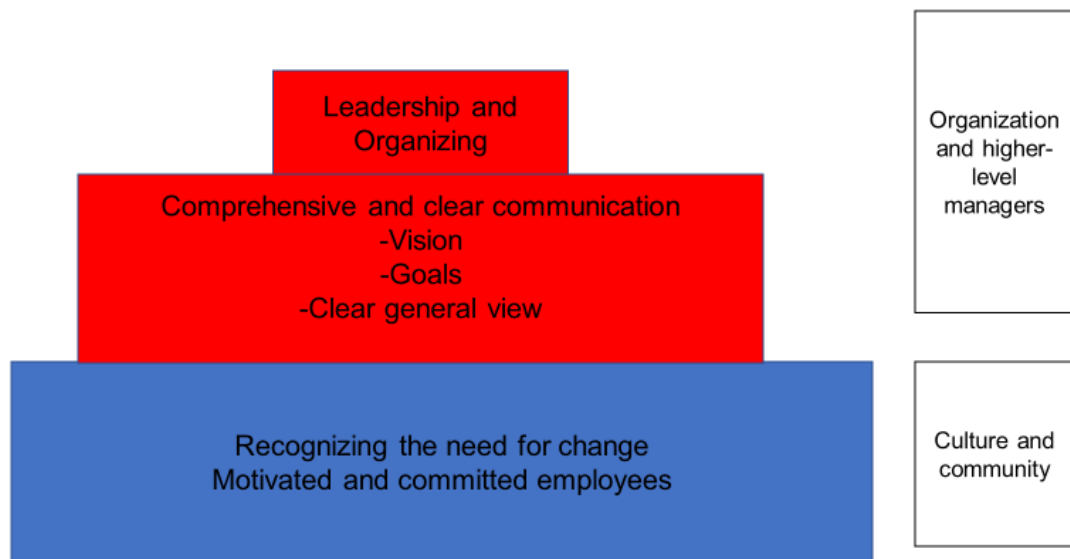 Leadership and
Organizing
Comprehensive and clear communication
-Vision
-Goals
-Clear general view
Recognizing the need for change
Motivated and committed employees
Organization
and higher-
level
managers
Culture and
community